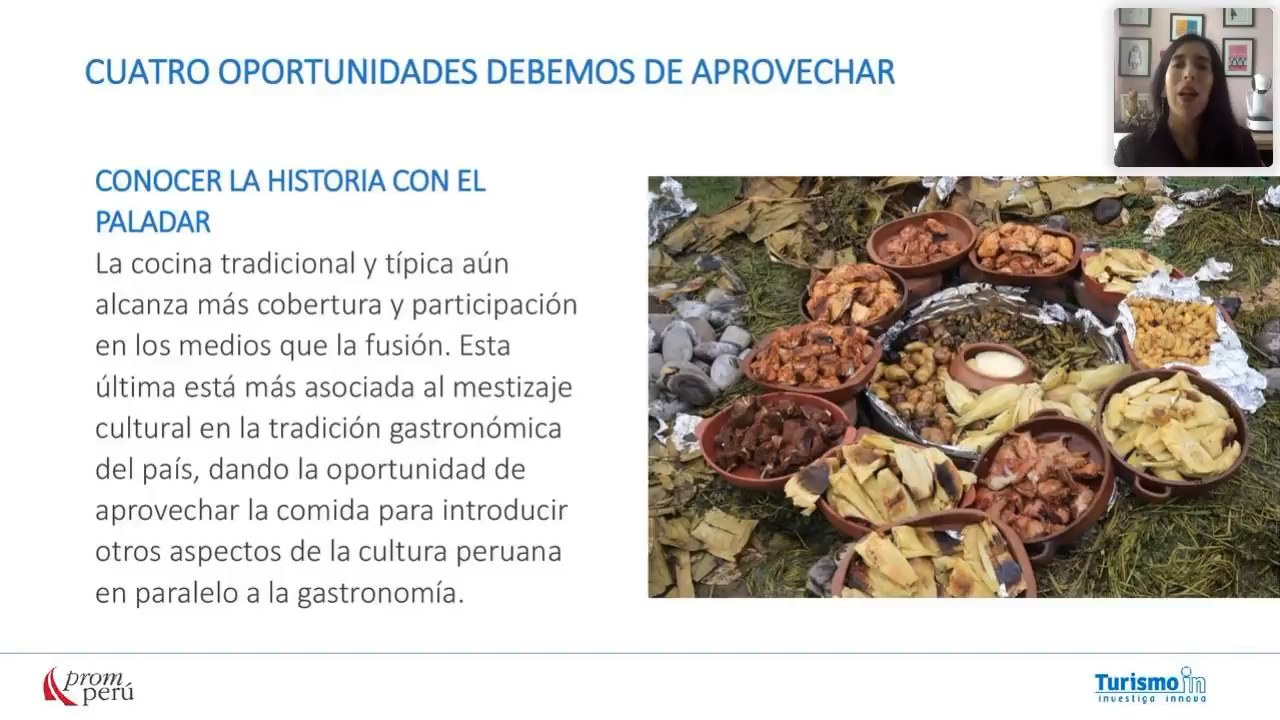 CUATRO OPORTUNIDADES DEBEMOS DE APROVECHAR
CONOCER LA HISTORIA CON EL
PALADAR
La cocina tradicional y típica aún
alcanza más cobertura y participación
en los medios que la fusión. Esta
última está más asociada al mestizaje
cultural en la tradición gastronómica
del país, dando la oportunidad de
aprovechar la comida para introducir
otros aspectos de la cultura peruana
en paralelo a la gastronomía.
prom
perú
Turismo in
investiga innova